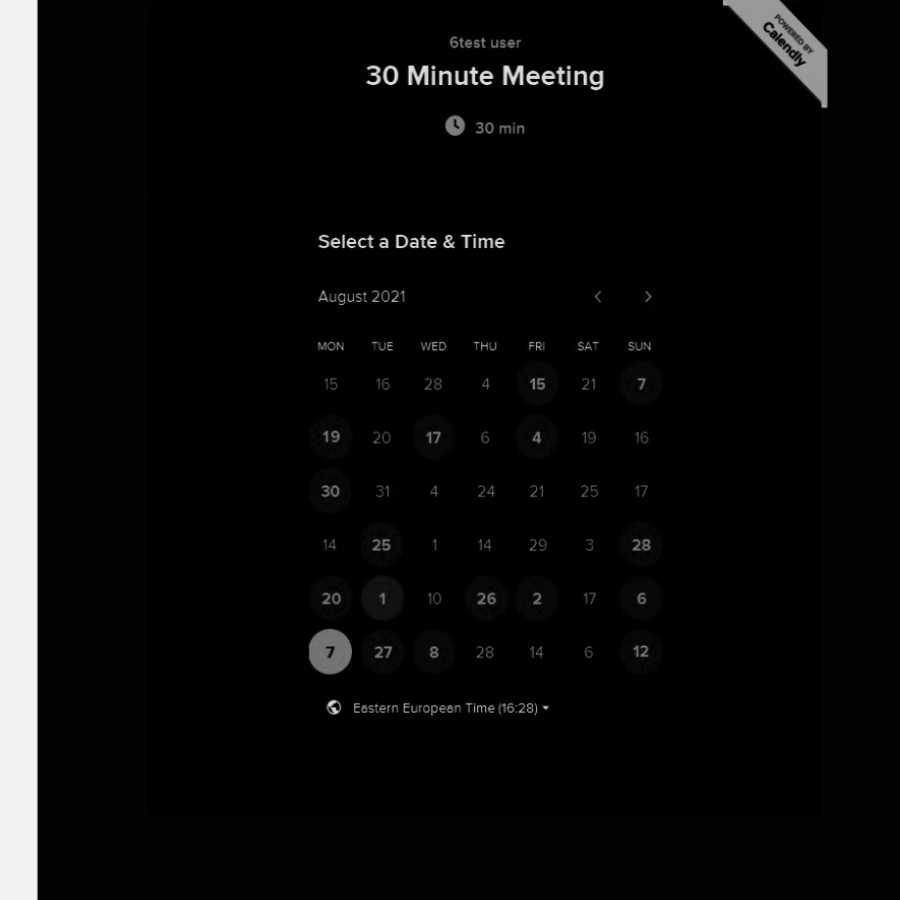 6test user
30 Minute Meeting
30 min
POWERED BY
Calendly
Select a Date & Time
August 2021
MON TUE WED THU FRI SAT SUN
15 16 28 4 15 21 7
19 20 17 6 4 19 16
30 31 4 24 21 25 17
14 25 1 14 29 3 28
20 1 10 26 2 17 6
7 27 8 28 14 6 12
Eastern European Time (16:28)